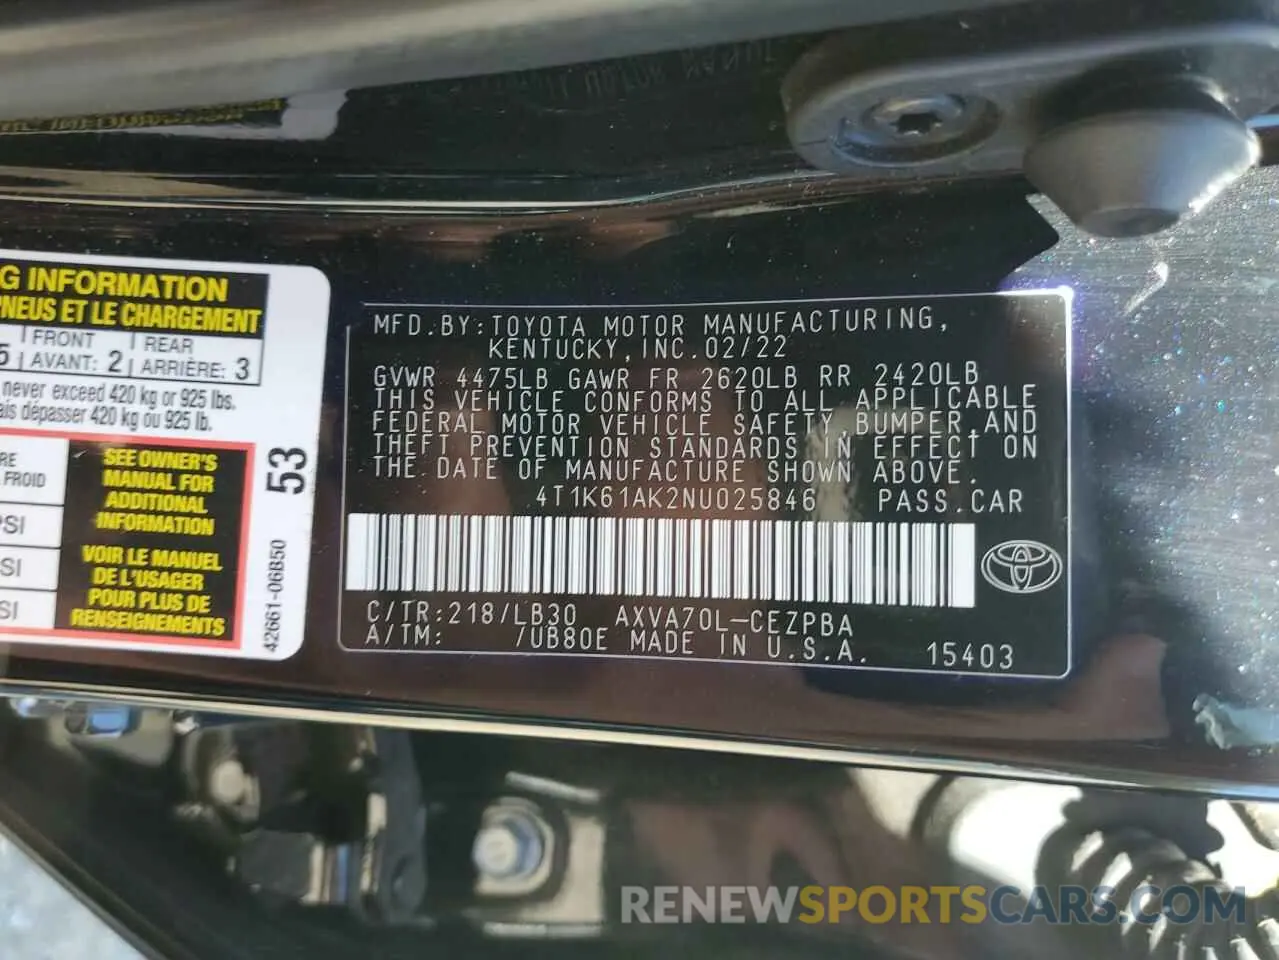 G INFORMATION
PNEUS ET LE CHARGEMENT
5 FRONT REAR
AVANT: 2 ARRIÈRE: 3
never exceed 420 kg or 925 lbs.
ais dépasser 420 kg ou 925 lb.
RE
FROID
PSI
SI
SI
SEE OWNER'S
MANUAL FOR
ADDITIONAL
INFORMATION
VOIR LE MANUEL
DE L'USAGER
POUR PLUS DE
RENSEIGNEMENTS
53
42661-06B50
MFD.BY:TOYOTA MOTOR MANUFACTURING,
KENTUCKY,INC.02/22
GVWR 4475LB GAWR FR 2620LB RR 2420LB
THIS VEHICLE CONFORMS TO ALL APPLICABLE
FEDERAL MOTOR VEHICLE SAFETY,BUMPER,AND
THEFT PREVENTION STANDARDS IN EFFECT ON
THE DATE OF MANUFACTURE SHOWN ABOVE.
4T1K61AK2NU025846 PASS.CAR
C/TR:218/LB30 AXVA70L-CEZPBA
A/TM: /UB80E MADE IN U.S.A. 15403
RENEWSPORTSCARS.COM